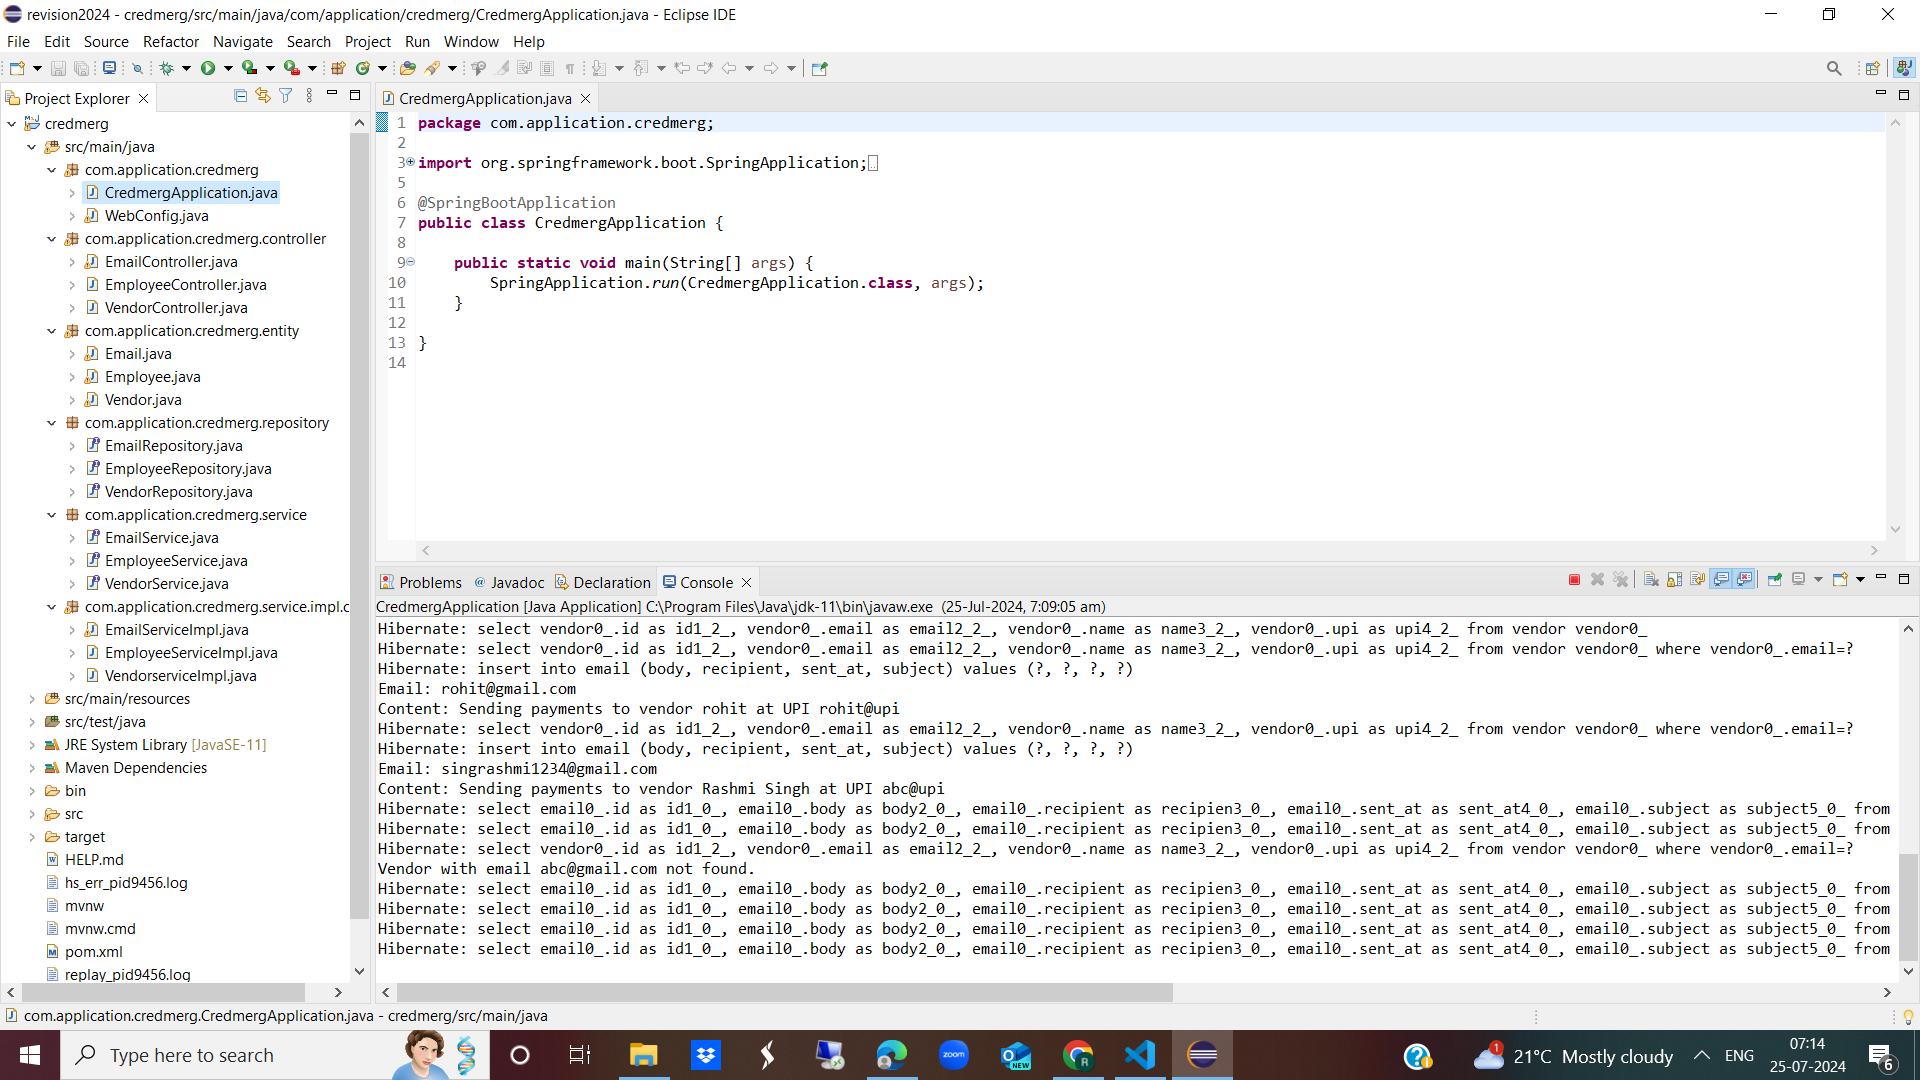 revision2024 - credmerg/src/main/java/com/application/credmerg/CredmergApplication.java - Eclipse IDE
File Edit Source Refactor Navigate Search Project Run Window Help
Project Explorer
credmerg
src/main/java
com.application.credmerg
CredmergApplication.java
WebConfig.java
com.application.credmerg.controller
EmailController.java
EmployeeController.java
VendorController.java
com.application.credmerg.entity
Email.java
Employee.java
Vendor.java
com.application.credmerg.repository
EmailRepository.java
EmployeeRepository.java
VendorRepository.java
com.application.credmerg.service
EmailService.java
EmployeeService.java
VendorService.java
com.application.credmerg.service.impl.c
EmailServiceImpl.java
EmployeeServiceImpl.java
VendorserviceImpl.java
src/main/resources
src/test/java
JRE System Library [JavaSE-11]
Maven Dependencies
bin
src
target
HELP.md
hs_err_pid9456.log
mvnw
mvnw.cmd
pom.xml
replay_pid9456.log
CredmergApplication.java
1 package com.application.credmerg;
2
3 import org.springframework.boot.SpringApplication;
5
6 @SpringBootApplication
7 public class CredmergApplication {
8
9 public static void main(String[] args) {
10 SpringApplication.run(CredmergApplication.class, args);
11 }
12
13 }
14
Problems @ Javadoc Declaration Console
CredmergApplication [Java Application] C:\Program Files\Java\jdk-11\bin\javaw.exe (25-Jul-2024, 7:09:05 am)
Hibernate: select vendor0_.id as id1_2_, vendor0_.email as email2_2_, vendor0_.name as name3_2_, vendor0_.upi as upi4_2_ from vendor vendor0_
Hibernate: select vendor0_.id as id1_2_, vendor0_.email as email2_2_, vendor0_.name as name3_2_, vendor0_.upi as upi4_2_ from vendor vendor0_ where vendor0_.email=?
Hibernate: insert into email (body, recipient, sent_at, subject) values (?, ?, ?, ?)
Email: rohit@gmail.com
Content: Sending payments to vendor rohit at UPI rohit@upi
Hibernate: select vendor0_.id as id1_2_, vendor0_.email as email2_2_, vendor0_.name as name3_2_, vendor0_.upi as upi4_2_ from vendor vendor0_ where vendor0_.email=?
Hibernate: insert into email (body, recipient, sent_at, subject) values (?, ?, ?, ?)
Email: singrashmi1234@gmail.com
Content: Sending payments to vendor Rashmi Singh at UPI abc@upi
Hibernate: select email0_.id as id1_0_, email0_.body as body2_0_, email0_.recipient as recipien3_0_, email0_.sent_at as sent_at4_0_, email0_.subject as subject5_0_ from
Hibernate: select email0_.id as id1_0_, email0_.body as body2_0_, email0_.recipient as recipien3_0_, email0_.sent_at as sent_at4_0_, email0_.subject as subject5_0_ from
Hibernate: select vendor0_.id as id1_2_, vendor0_.email as email2_2_, vendor0_.name as name3_2_, vendor0_.upi as upi4_2_ from vendor vendor0_ where vendor0_.email=?
Vendor with email abc@gmail.com not found.
Hibernate: select email0_.id as id1_0_, email0_.body as body2_0_, email0_.recipient as recipien3_0_, email0_.sent_at as sent_at4_0_, email0_.subject as subject5_0_ from
Hibernate: select email0_.id as id1_0_, email0_.body as body2_0_, email0_.recipient as recipien3_0_, email0_.sent_at as sent_at4_0_, email0_.subject as subject5_0_ from
Hibernate: select email0_.id as id1_0_, email0_.body as body2_0_, email0_.recipient as recipien3_0_, email0_.sent_at as sent_at4_0_, email0_.subject as subject5_0_ from
Hibernate: select email0_.id as id1_0_, email0_.body as body2_0_, email0_.recipient as recipien3_0_, email0_.sent_at as sent_at4_0_, email0_.subject as subject5_0_ from
com.application.credmerg.CredmergApplication.java - credmerg/src/main/java
Type here to search
zoom
NEW
R
1
21°C Mostly cloudy
ENG
07:14
25-07-2024
6